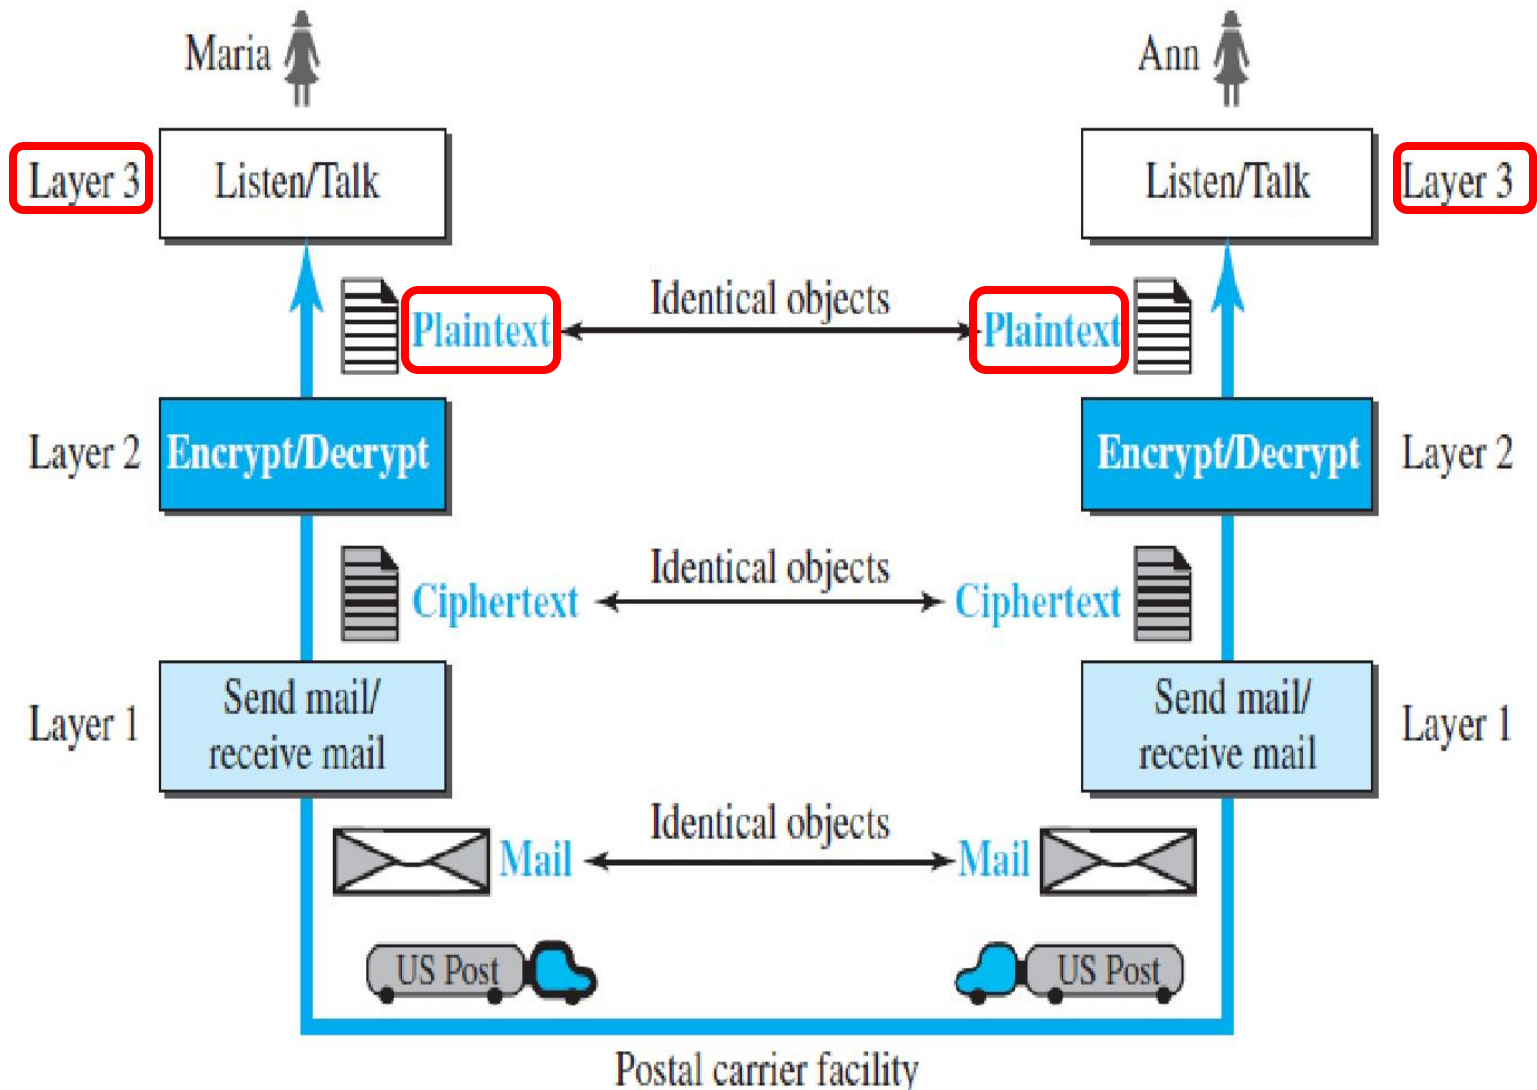 Maria
Ann
Layer 3
Listen/Talk
Listen/Talk
Layer 3
Identical objects
Plaintext
Plaintext
Layer 2
Encrypt/Decrypt
Encrypt/Decrypt
Layer 2
Identical objects
Ciphertext
Ciphertext
Layer 1
Send mail/
receive mail
Send mail/
receive mail
Layer 1
Identical objects
Mail
Mail
US Post
US Post
Postal carrier facility